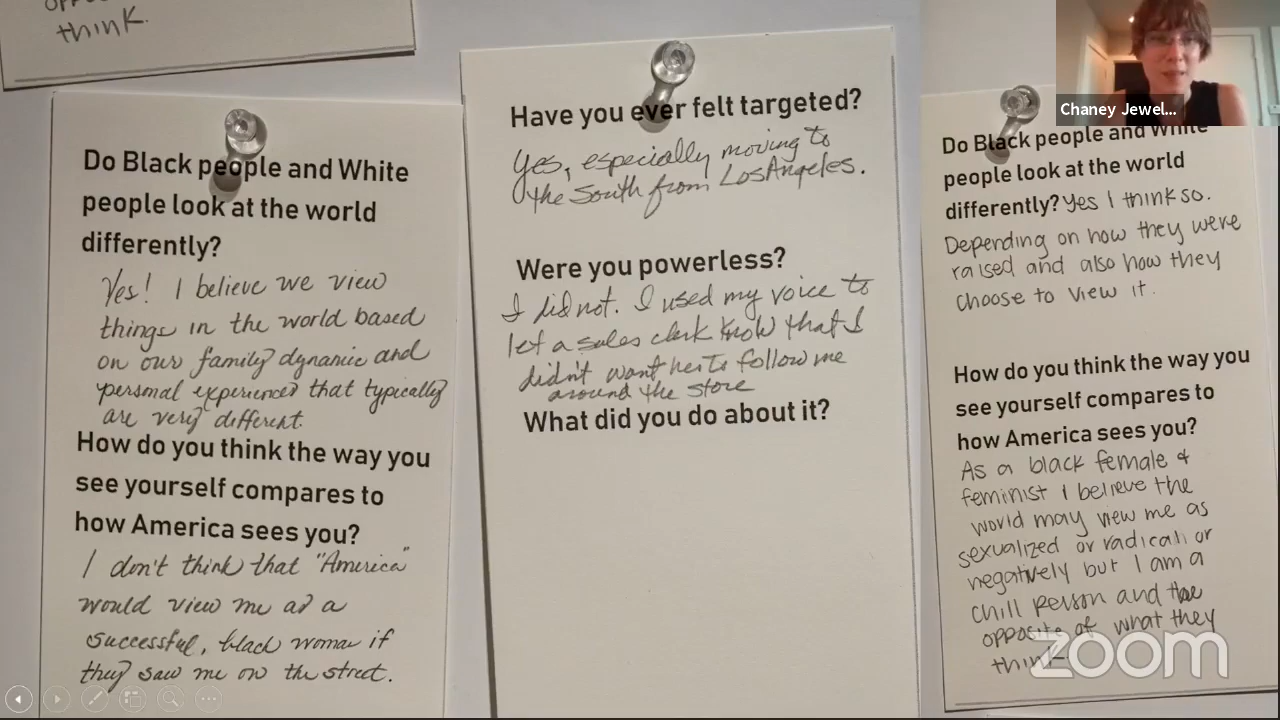 oppo
think.
Do Black people and White
people look at the world
differently?
Yes! I believe we view
things in the world based
on our family dynamic and
personal experiences that typically
are very different.
How do you think the way you
see yourself compares to
how America sees you?
I don't think that "America"
would view me as a
successful, black woman if
they saw me on the street.
Have you ever felt targeted?
Yes, especially moving to
the South from Los Angeles.
Were you powerless?
I did not. I used my voice to
let a sales clerk know that I
didn't want her to follow me
around the store
What did you do about it?
Chaney Jewel...
Do Black people and White
people look at the world
differently? Yes I think so.
Depending on how they were
raised and also how they
choose to view it.
How do you think the way you
see yourself compares to
how America sees you?
As a black female &
feminist I believe the
world may view me as
sexualized or radical or
negatively but I am a
chill person and the
opposite of what they
think
zoom